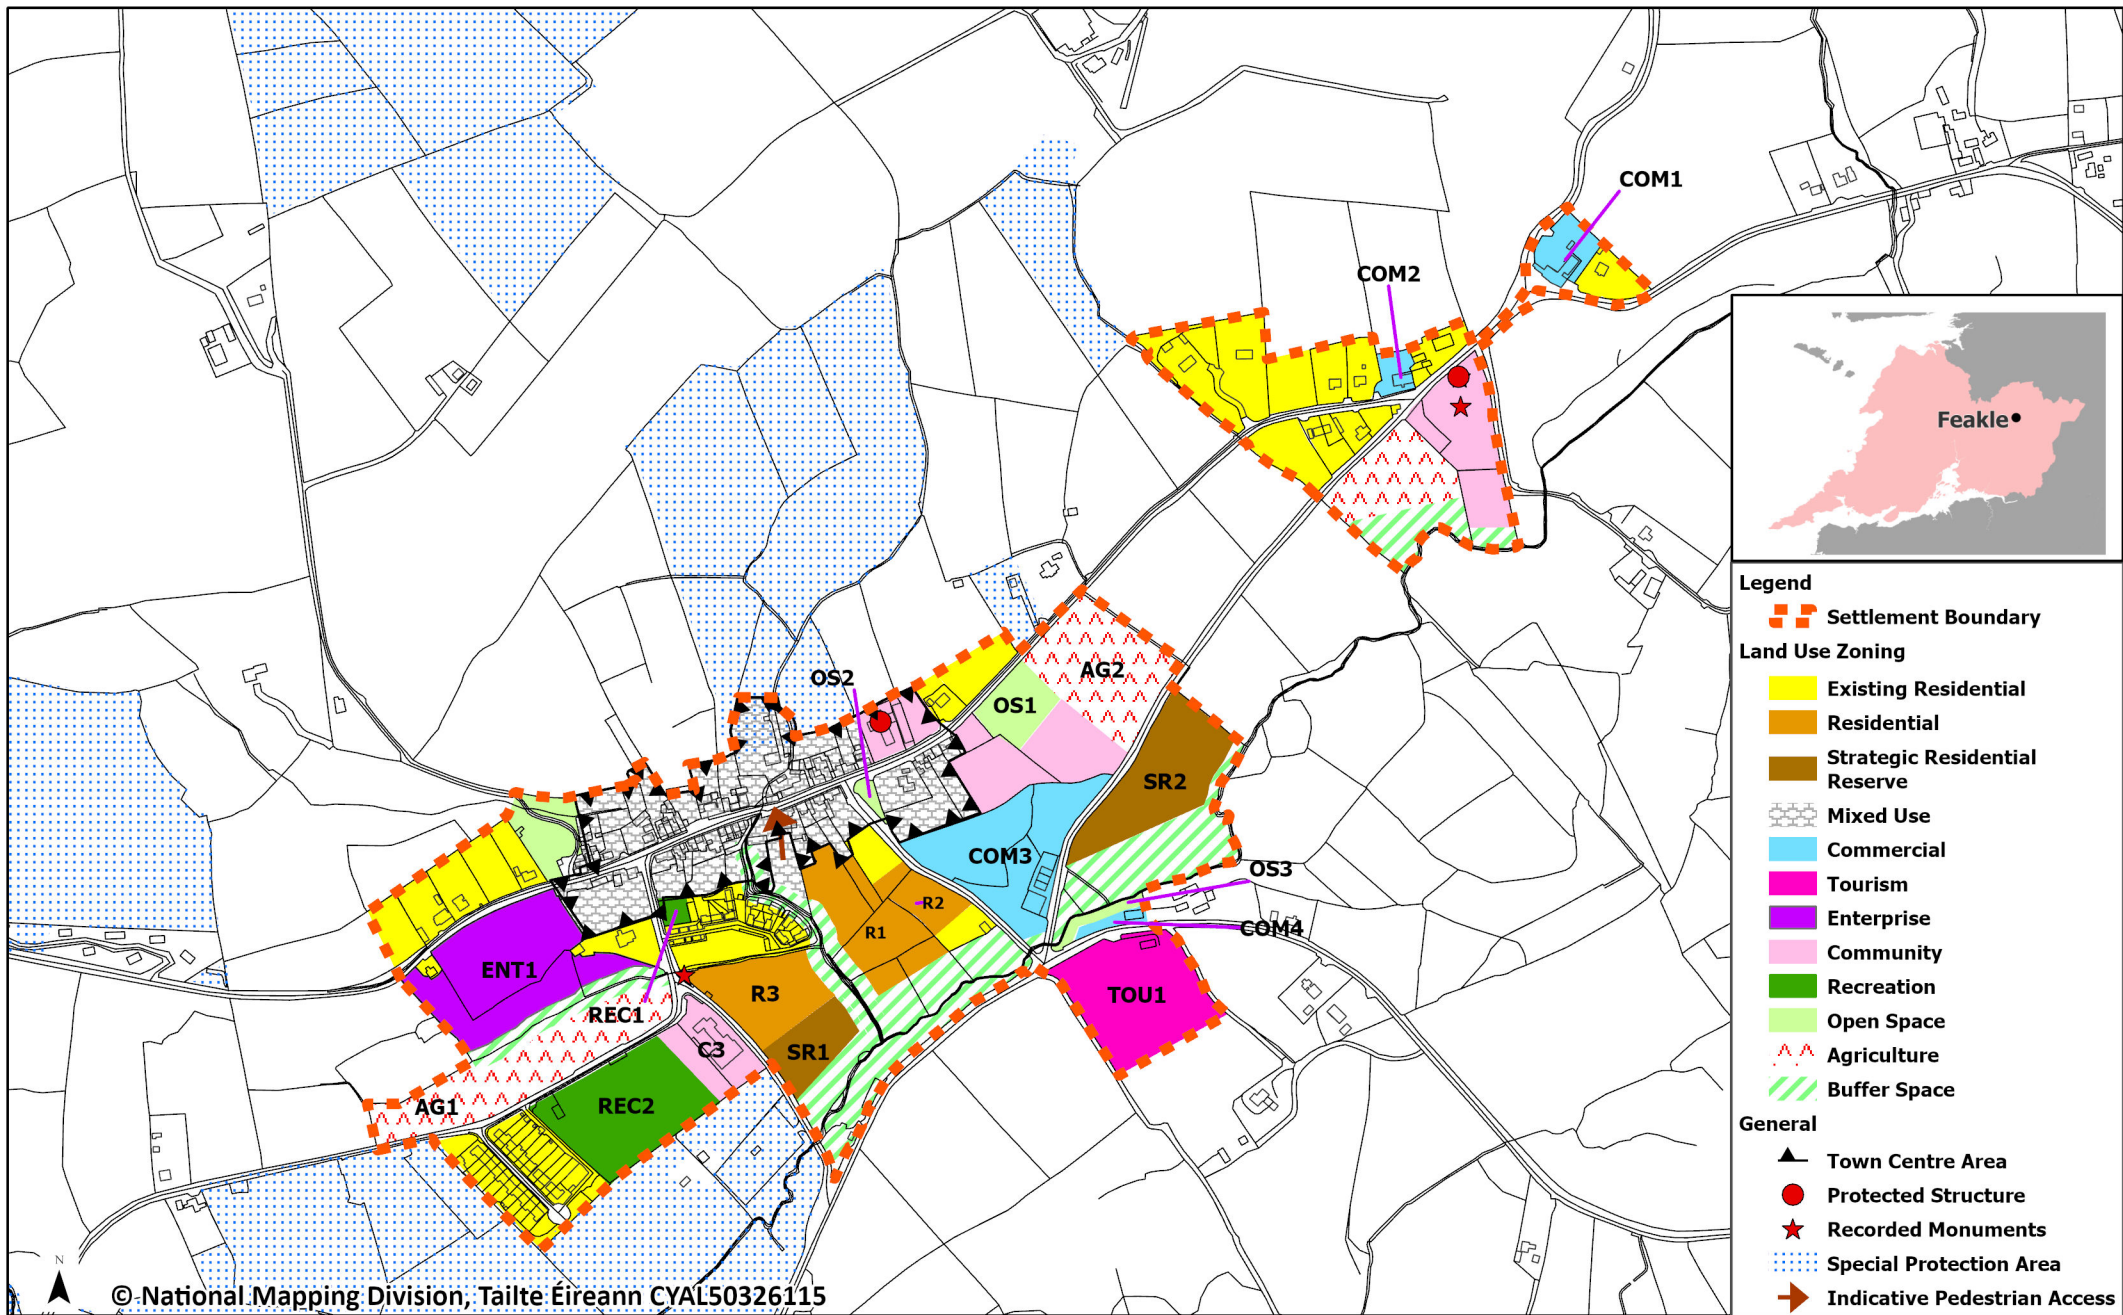 COM1
COM2
Feakle
OS2
AG2
OS1
SR2
COM3
OS3
R2
R1
COM4
ENT1
R3
TOU1
REC1
C3
SR1
AG1
REC2
Legend
Settlement Boundary
Land Use Zoning
Existing Residential
Residential
Strategic Residential
Reserve
Mixed Use
Commercial
Tourism
Enterprise
Community
Recreation
Open Space
Agriculture
Buffer Space
General
Town Centre Area
Protected Structure
Recorded Monuments
Special Protection Area
Indicative Pedestrian Access
N
© National Mapping Division, Tailte Éireann CYAL50326115